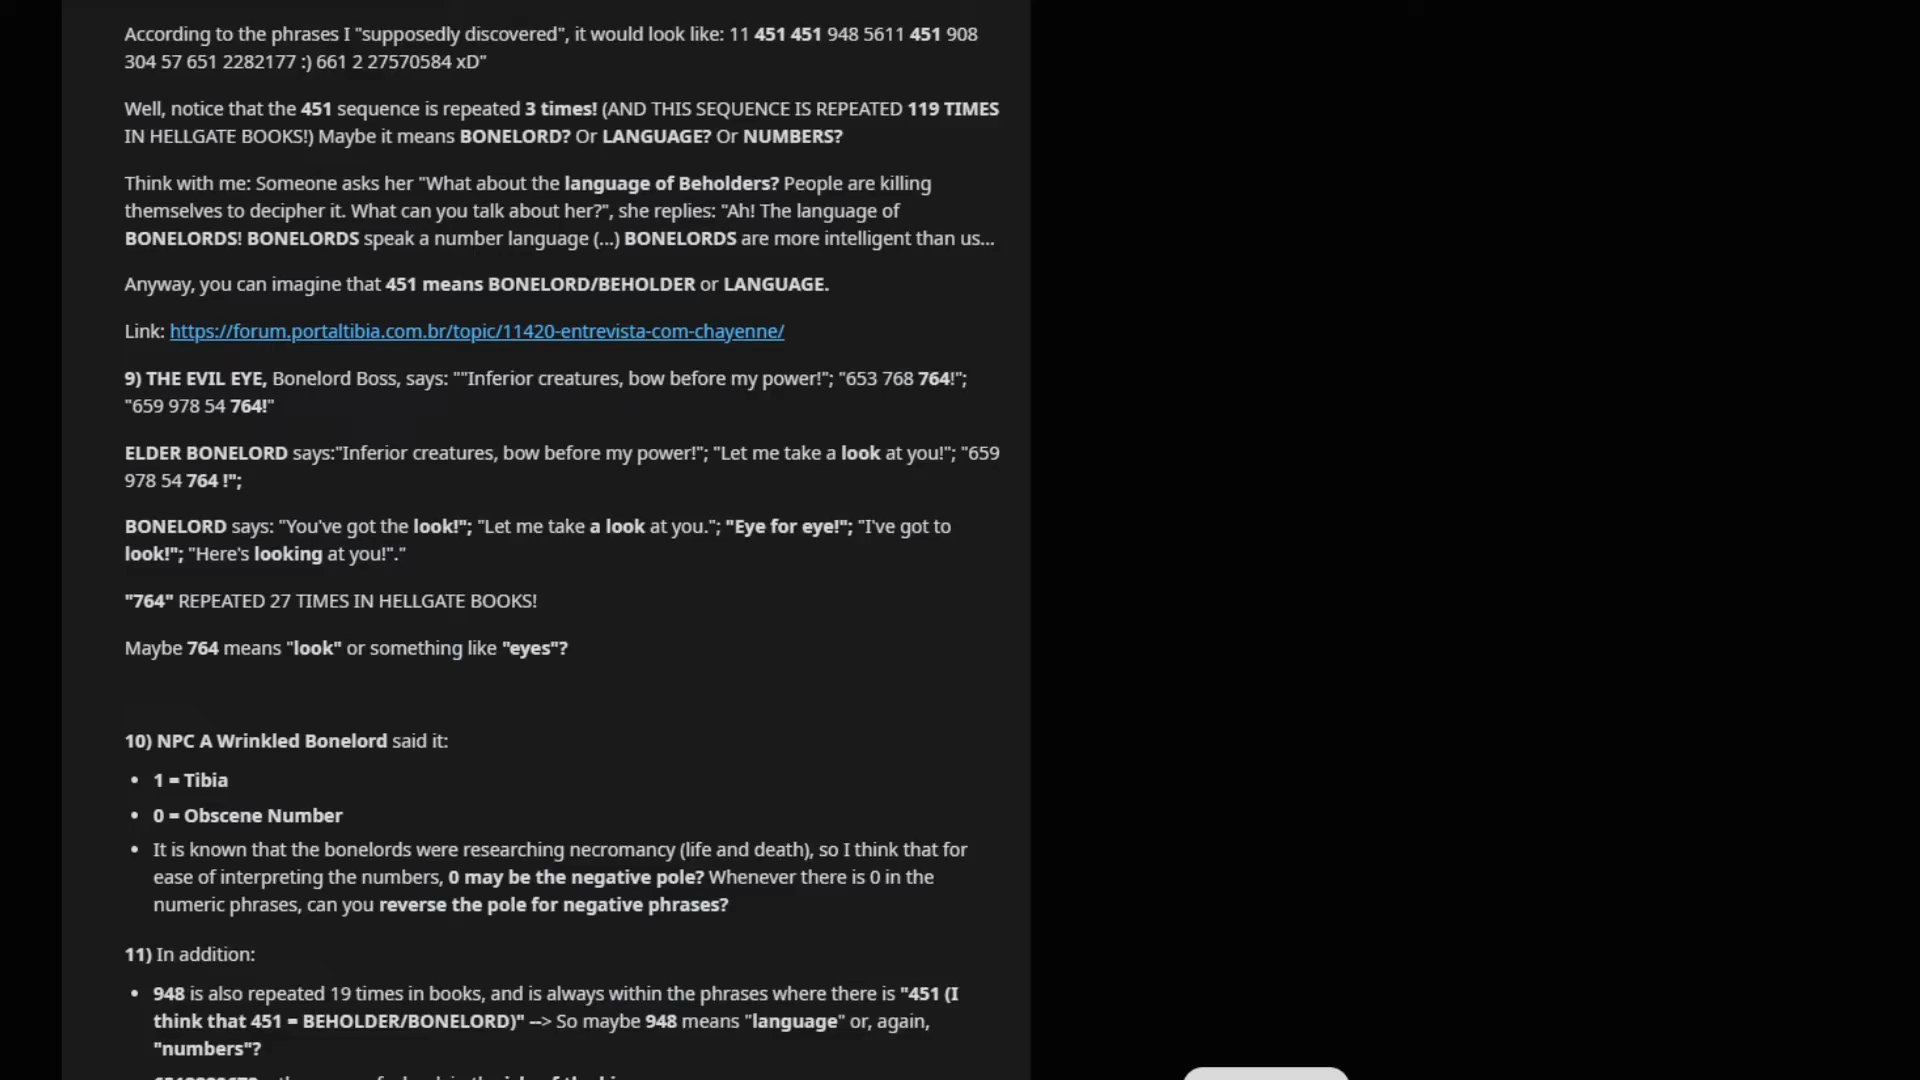 According to the phrases I "supposedly discovered", it would look like: 11 451 451 948 5611 451 908
304 57 651 2282177 :) 661 2 27570584 xD"
Well, notice that the 451 sequence is repeated 3 times! (AND THIS SEQUENCE IS REPEATED 119 TIMES
IN HELLGATE BOOKS!) Maybe it means BONELORD? Or LANGUAGE? Or NUMBERS?
Think with me: Someone asks her "What about the language of Beholders? People are killing
themselves to decipher it. What can you talk about her?", she replies: "Ah! The language of
BONELORDS! BONELORDS speak a number language (...) BONELORDS are more intelligent than us...
Anyway, you can imagine that 451 means BONELORD/BEHOLDER or LANGUAGE.
Link: https://forum.portaltibia.com.br/topic/11420-entrevista-com-chayenne/
9) THE EVIL EYE, Bonelord Boss, says: ""Inferior creatures, bow before my power!"; "653 768 764!";
"659 978 54 764!"
ELDER BONELORD says:"Inferior creatures, bow before my power!"; "Let me take a look at you!"; "659
978 54 764 !";
BONELORD says: "You've got the look!"; "Let me take a look at you."; "Eye for eye!"; "I've got to
look!"; "Here's looking at you!"."
"764" REPEATED 27 TIMES IN HELLGATE BOOKS!
Maybe 764 means "look" or something like "eyes"?
10) NPC A Wrinkled Bonelord said it:
• 1 = Tibia
• 0 = Obscene Number
• It is known that the bonelords were researching necromancy (life and death), so I think that for
ease of interpreting the numbers, 0 may be the negative pole? Whenever there is 0 in the
numeric phrases, can you reverse the pole for negative phrases?
11) In addition:
• 948 is also repeated 19 times in books, and is always within the phrases where there is "451 (I
think that 451 = BEHOLDER/BONELORD)" --> So maybe 948 means "language" or, again,
"numbers"?